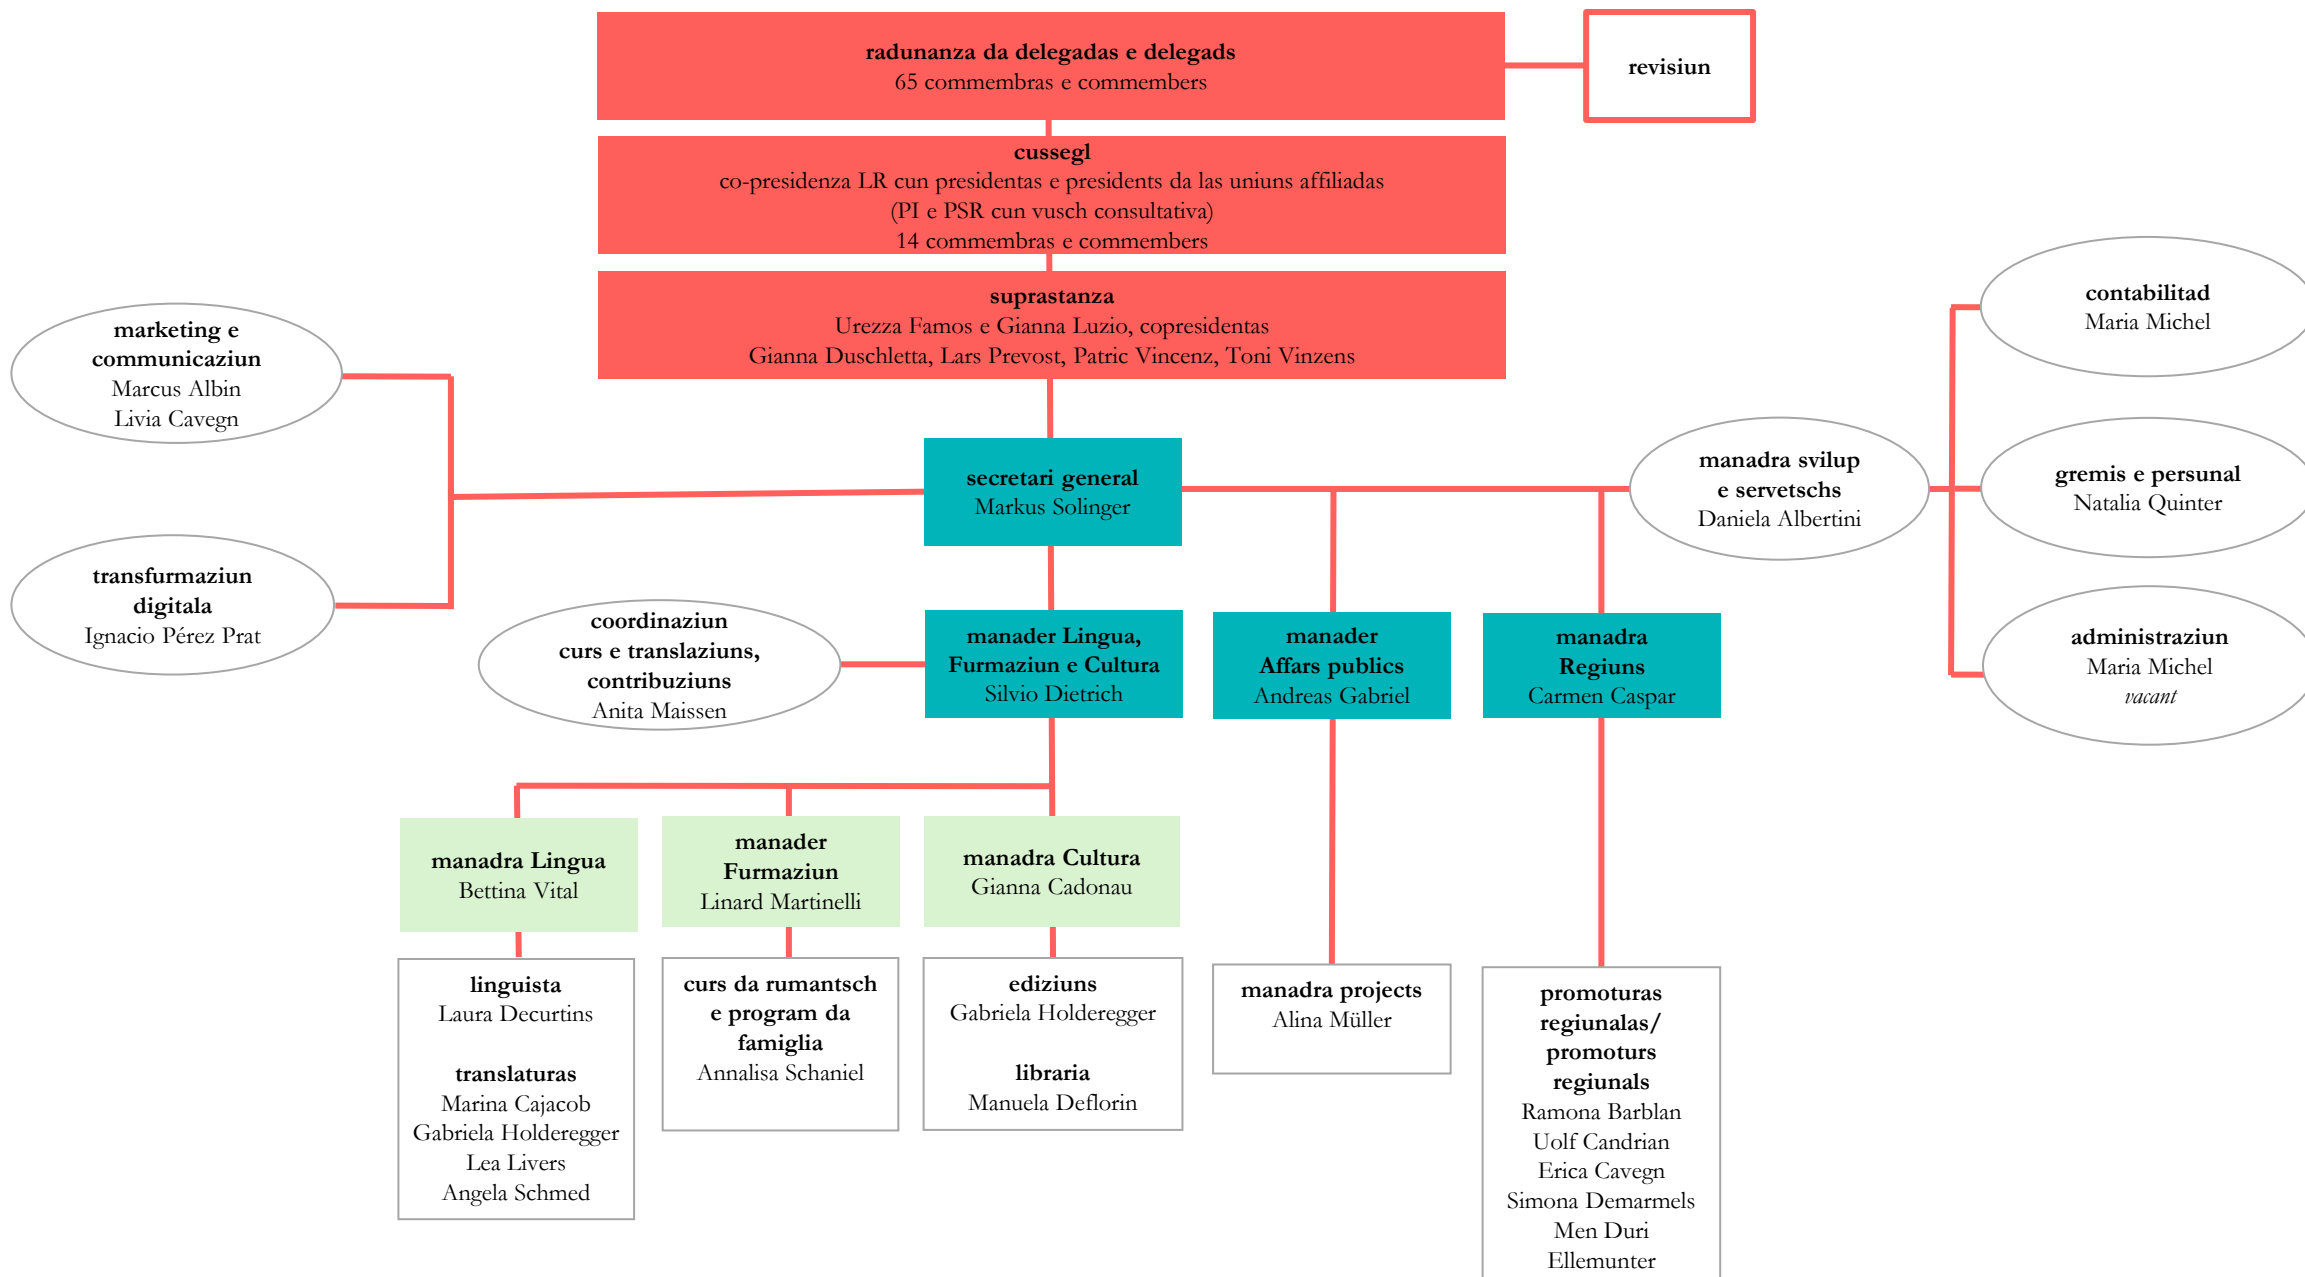 radunanza da delegadas e delegads
65 commembras e commembers
revisiun
cussegl
co-presidenza LR cun presidentas e presidents da las uniuns affiliadas
(PI e PSR cun vusch consultativa)
14 commembras e commembers
suprastanza
Urezza Famos e Gianna Luzio, copresidentas
Gianna Duschletta, Lars Prevost, Patric Vincenz, Toni Vinzens
marketing e
communicaziun
Marcus Albin
Livia Cavegn
transfurmaziun
digitala
Ignacio Pérez Prat
secretari general
Markus Solinger
manadra svilup
e servetschs
Daniela Albertini
contabilitad
Maria Michel
gremis e persunal
Natalia Quinter
administraziun
Maria Michel
vacant
coordinaziun
curs e translaziuns,
contribuziuns
Anita Maissen
manader Lingua,
Furmaziun e Cultura
Silvio Dietrich
manader
Affars publics
Andreas Gabriel
manadra
Regiuns
Carmen Caspar
manadra Lingua
Bettina Vital
manader
Furmaziun
Linard Martinelli
manadra Cultura
Gianna Cadonau
linguista
Laura Decurtins
translaturas
Marina Cajacob
Gabriela Holderegger
Lea Livers
Angela Schmed
curs da rumantsch
e program da
famiglia
Annalisa Schaniel
ediziuns
Gabriela Holderegger
libraria
Manuela Deflorin
manadra projects
Alina Müller
promoturas
regiunalas/
promoturs
regiunals
Ramona Barblan
Uolf Candrian
Erica Cavegn
Simona Demarmels
Men Duri
Ellemunter